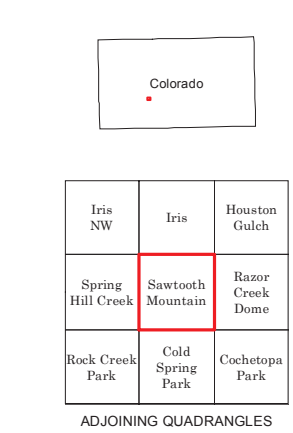 Colorado
Iris
NW
Iris
Houston
Gulch
Spring
Hill Creek
Sawtooth
Mountain
Razor
Creek
Dome
Rock Creek
Park
Cold
Spring
Park
Cochetopa
Park
ADJOINING QUADRANGLES